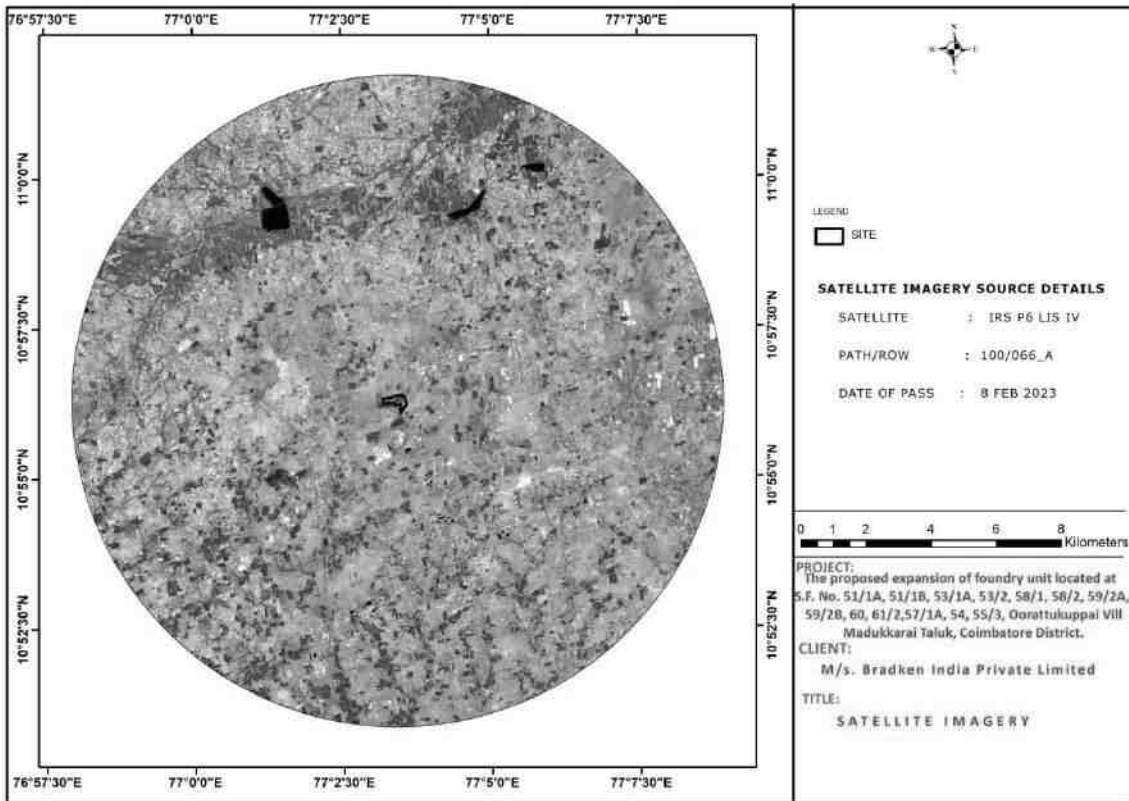 76°57'30"E 77°0'0"E 77°2'30"E 77°5'0"E 77°7'30"E
11°0'0"N
10°57'30"N
10°55'0"N
10°52'30"N
11°0'0"N
10°57'30"N
10°55'0"N
10°52'30"N
76°57'30"E 77°0'0"E 77°2'30"E 77°5'0"E 77°7'30"E
N
W E
S
LEGEND
SITE
SATELLITE IMAGERY SOURCE DETAILS
SATELLITE : IRS P6 LIS IV
PATH/ROW : 100/066_A
DATE OF PASS : 8 FEB 2023
0 1 2 4 6 8
Kilometers
PROJECT:
The proposed expansion of foundry unit located at
S.F. No. 51/1A, 51/1B, 53/1A, 53/2, 58/1, 58/2, 59/2A,
59/2B, 60, 61/2,57/1A, 54, 55/3, Oorattukuppai Vill
Madukkarai Taluk, Coimbatore District.
CLIENT:
M/s. Bradken India Private Limited
TITLE:
SATELLITE IMAGERY